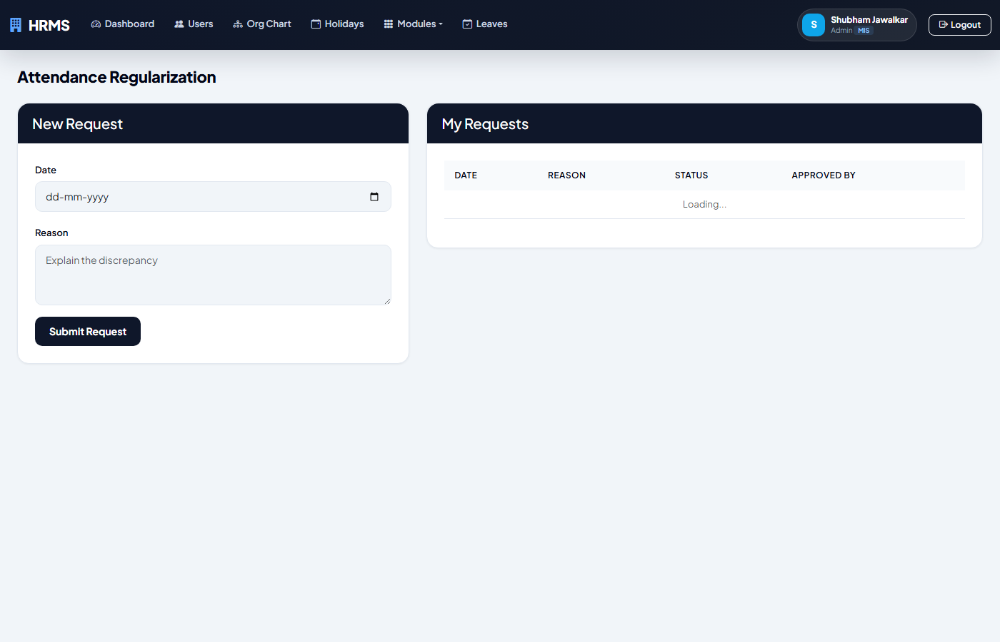 HRMS
Dashboard
Users
Org Chart
Holidays
Modules
Leaves
S
Shubham Jawalkar
Admin MIS
Logout
Attendance Regularization
New Request
Date
dd-mm-yyyy
Reason
Explain the discrepancy
Submit Request
My Requests
DATE REASON STATUS APPROVED BY
Loading...